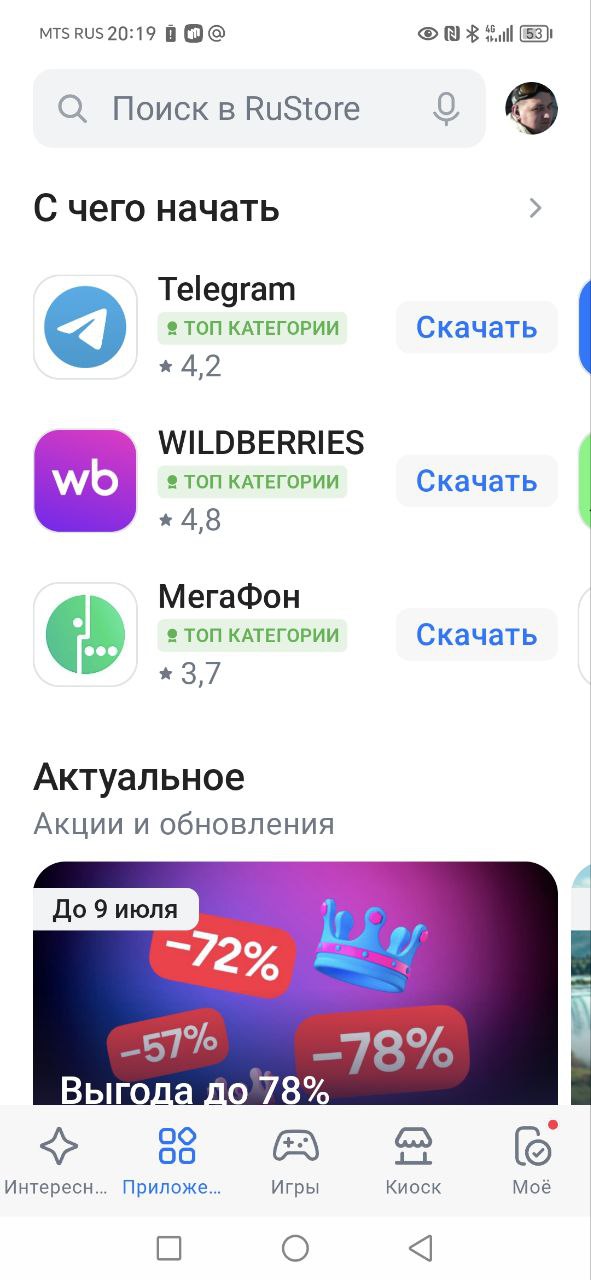 MTS RUS 20:19
4G
53
Поиск в RuStore
С чего начать
Telegram
ТОП КАТЕГОРИИ
4,2
Скачать
wb
WILDBERRIES
ТОП КАТЕГОРИИ
4,8
Скачать
МегаФон
ТОП КАТЕГОРИИ
3,7
Скачать
Актуальное
Акции и обновления
До 9 июля
–72%
–57%
–78%
Выгода до 78%
Интересн...
Приложе...
Игры
Киоск
Моё